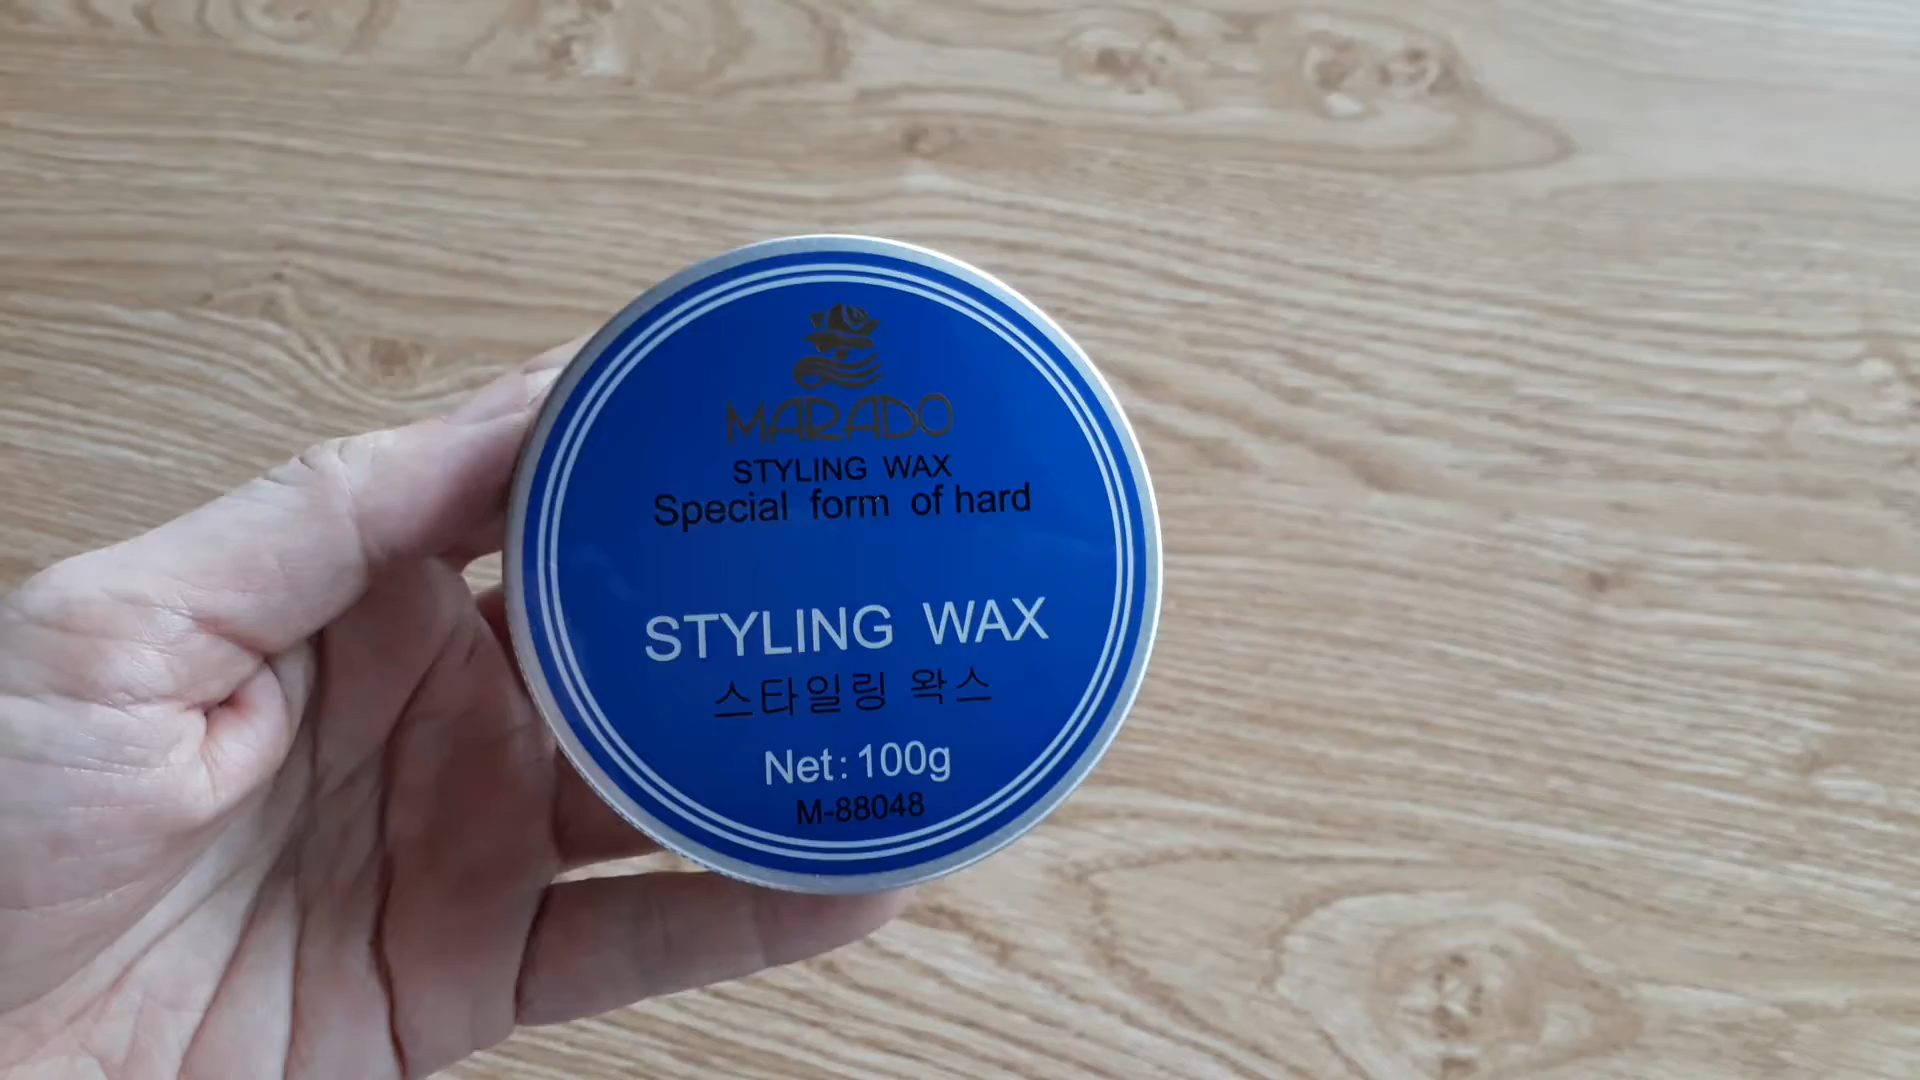 MARADO
STYLING WAX
Special form of hard
STYLING WAX
스타일링 왁스
Net: 100g
M-88048